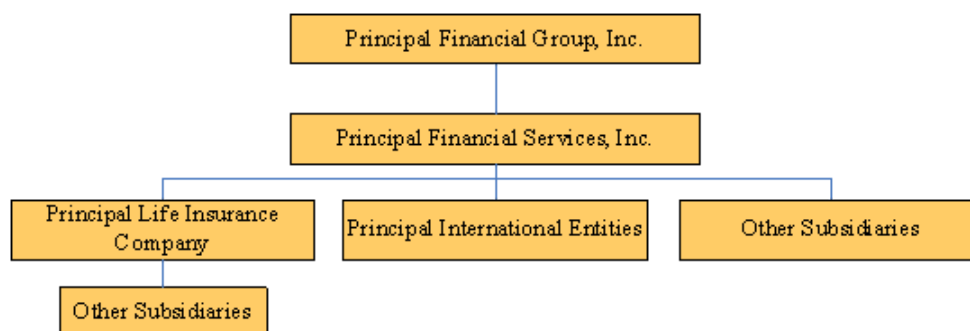 Principal Financial Group, Inc.
Principal Financial Services, Inc.
Principal Life Insurance
Company
Principal International Entities
Other Subsidiaries
Other Subsidiaries